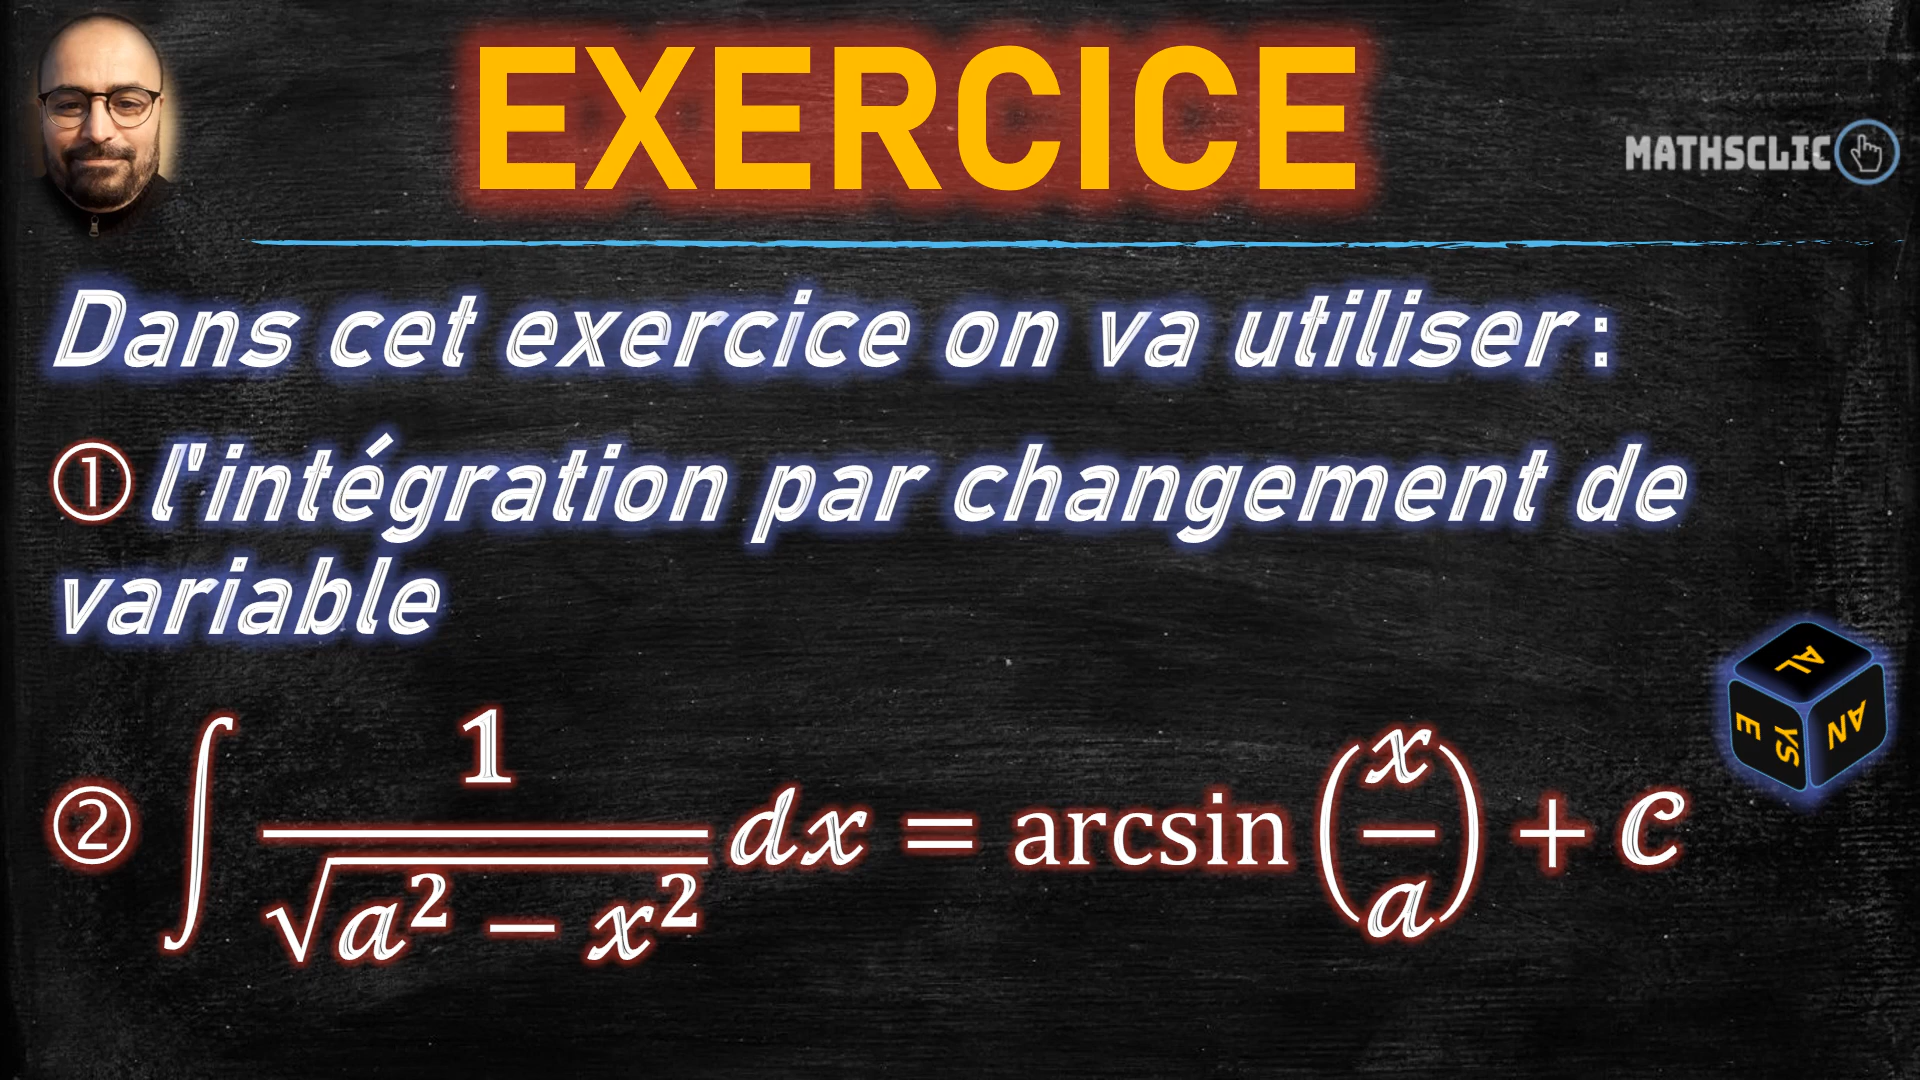 EXERCICE
MATHSCLIC
Dans cet exercice on va utiliser :
① l'intégration par changement de
variable
② ∫ 1/√(a² − x²) dx = arcsin (x/a) + C
AL
AN
YS
E